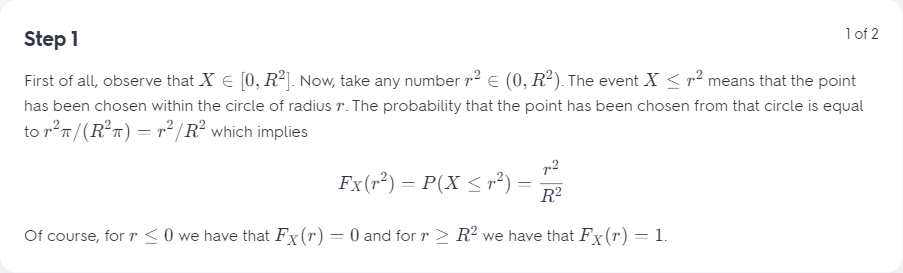 Step 1
1 of 2
First of all, observe that X ∈ [0, R²]. Now, take any number r² ∈ (0, R²). The event X ≤ r² means that the point
has been chosen within the circle of radius r. The probability that the point has been chosen from that circle is equal
to r²π/(R²π) = r²/R² which implies
F_X(r²) = P(X ≤ r²) = r²/R²
Of course, for r ≤ 0 we have that F_X(r) = 0 and for r ≥ R² we have that F_X(r) = 1.